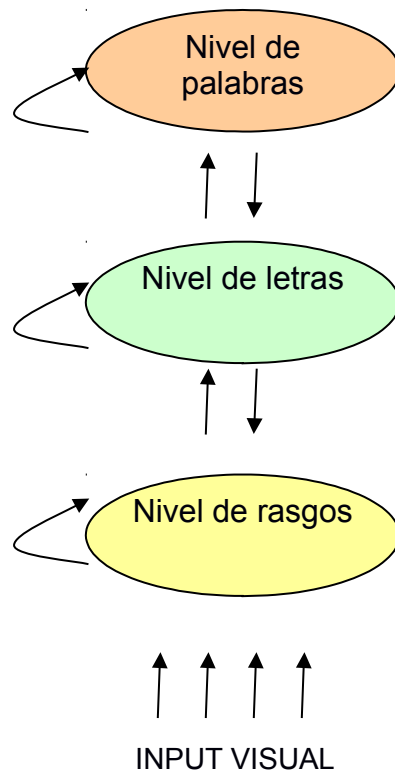 Nivel de
palabras
Nivel de letras
Nivel de rasgos
INPUT VISUAL